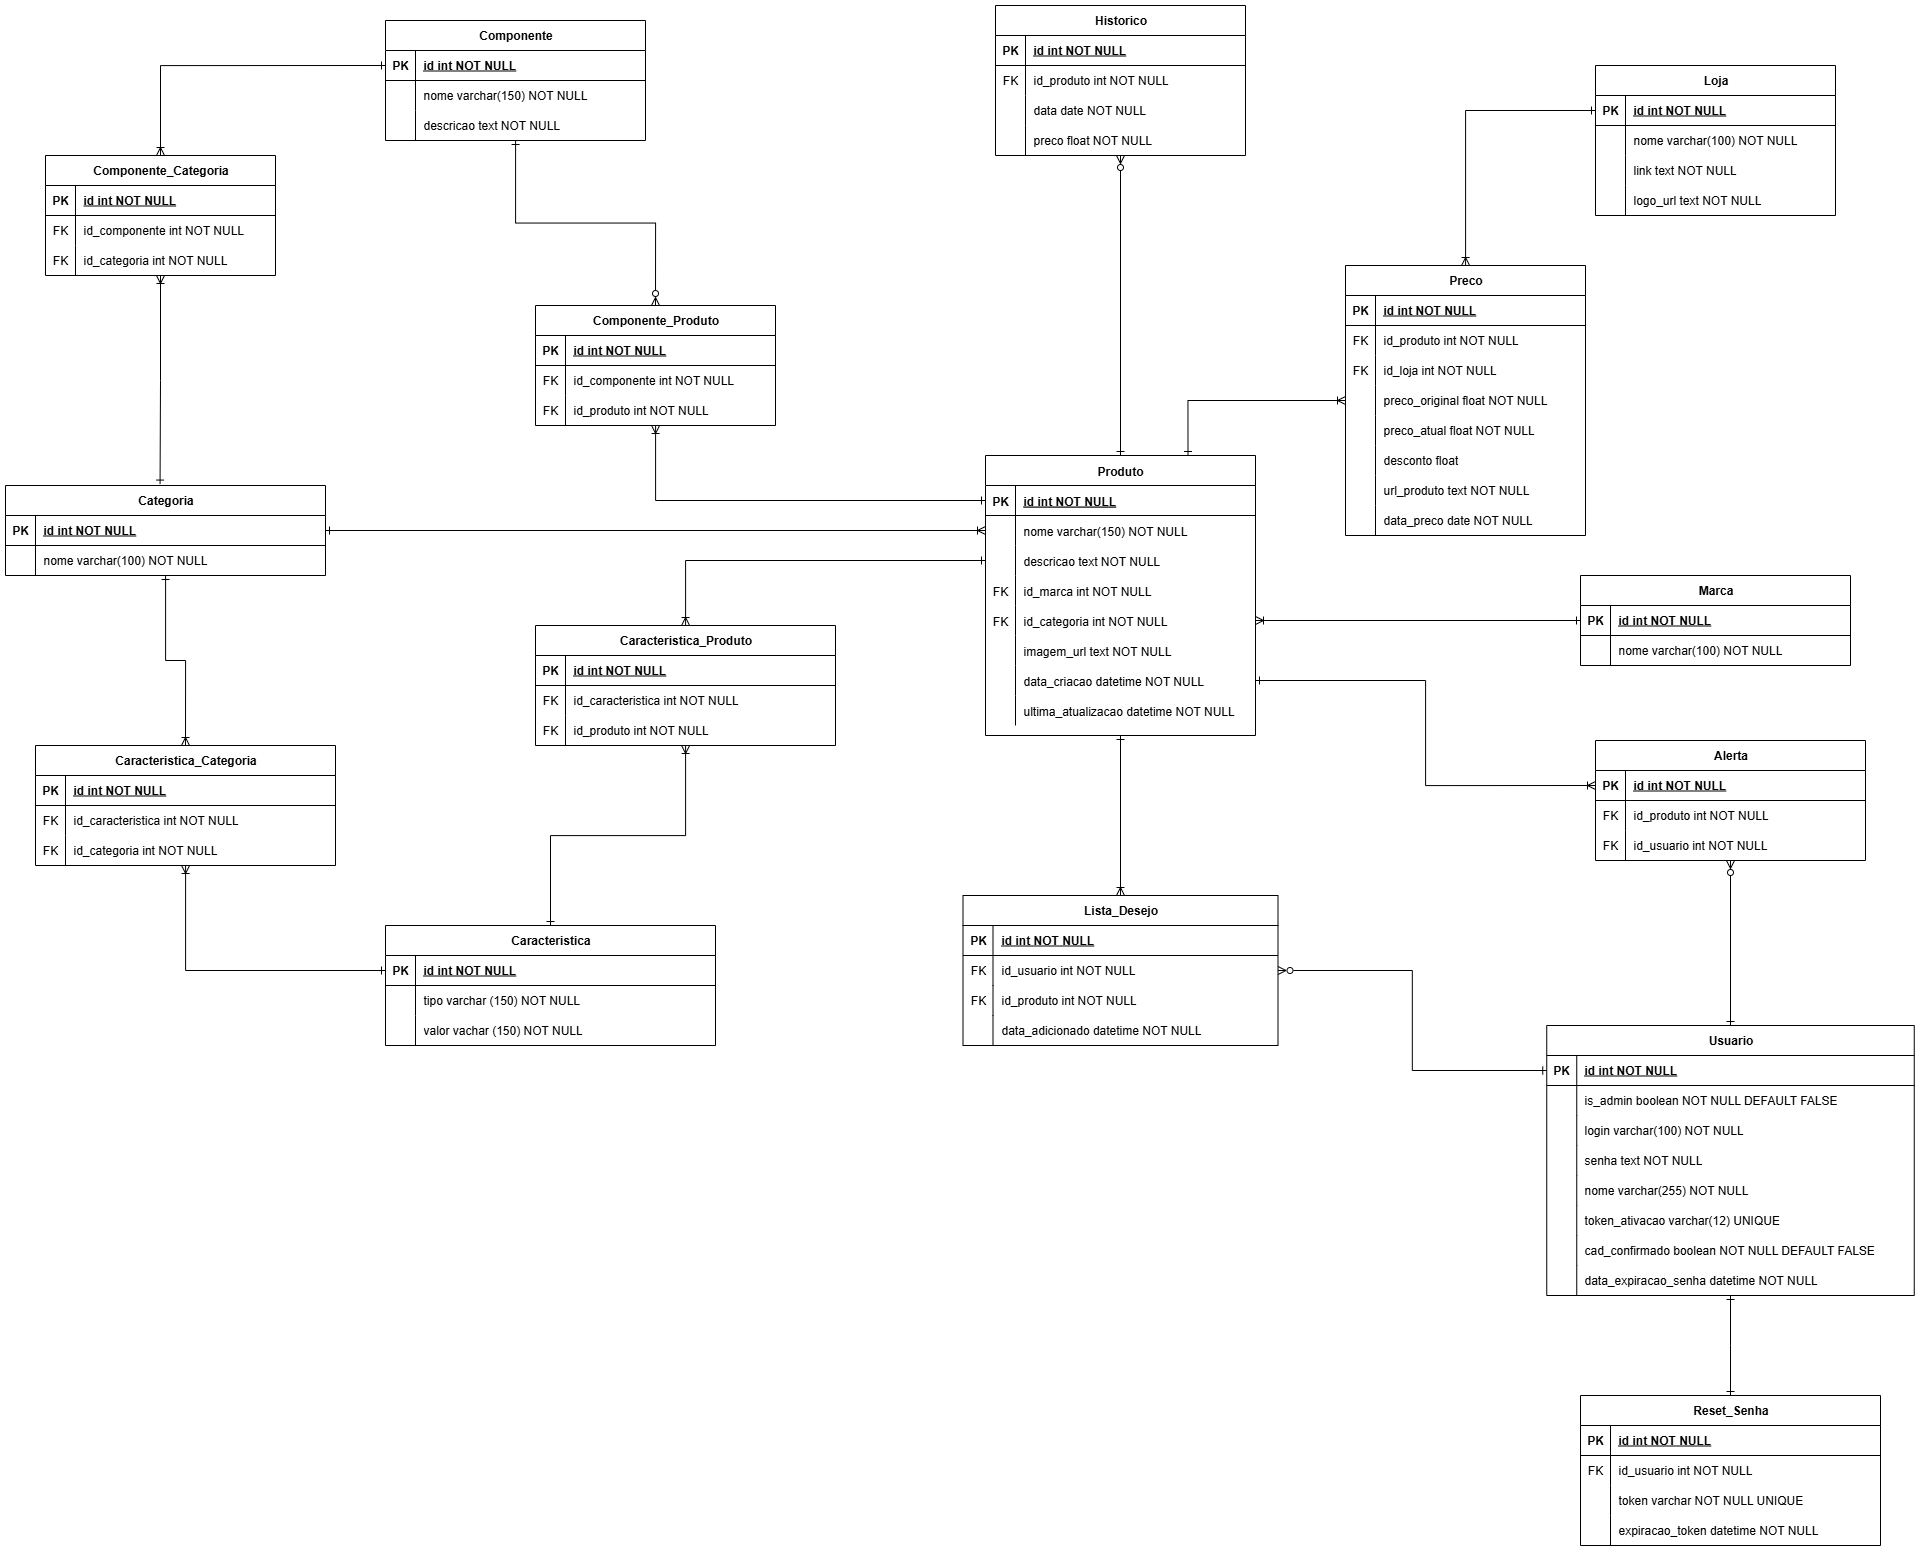 Componente
PK id int NOT NULL
nome varchar(150) NOT NULL
descricao text NOT NULL
Historico
PK id int NOT NULL
FK id_produto int NOT NULL
data date NOT NULL
preco float NOT NULL
Loja
PK id int NOT NULL
nome varchar(100) NOT NULL
link text NOT NULL
logo_url text NOT NULL
Componente_Categoria
PK id int NOT NULL
FK id_componente int NOT NULL
FK id_categoria int NOT NULL
Componente_Produto
PK id int NOT NULL
FK id_componente int NOT NULL
FK id_produto int NOT NULL
Preco
PK id int NOT NULL
FK id_produto int NOT NULL
FK id_loja int NOT NULL
preco_original float NOT NULL
preco_atual float NOT NULL
desconto float
url_produto text NOT NULL
data_preco date NOT NULL
Categoria
PK id int NOT NULL
nome varchar(100) NOT NULL
Produto
PK id int NOT NULL
nome varchar(150) NOT NULL
descricao text NOT NULL
FK id_marca int NOT NULL
FK id_categoria int NOT NULL
imagem_url text NOT NULL
data_criacao datetime NOT NULL
ultima_atualizacao datetime NOT NULL
Marca
PK id int NOT NULL
nome varchar(100) NOT NULL
Caracteristica_Produto
PK id int NOT NULL
FK id_caracteristica int NOT NULL
FK id_produto int NOT NULL
Caracteristica_Categoria
PK id int NOT NULL
FK id_caracteristica int NOT NULL
FK id_categoria int NOT NULL
Alerta
PK id int NOT NULL
FK id_produto int NOT NULL
FK id_usuario int NOT NULL
Caracteristica
PK id int NOT NULL
tipo varchar (150) NOT NULL
valor vachar (150) NOT NULL
Lista_Desejo
PK id int NOT NULL
FK id_usuario int NOT NULL
FK id_produto int NOT NULL
data_adicionado datetime NOT NULL
Usuario
PK id int NOT NULL
is_admin boolean NOT NULL DEFAULT FALSE
login varchar(100) NOT NULL
senha text NOT NULL
nome varchar(255) NOT NULL
token_ativacao varchar(12) UNIQUE
cad_confirmado boolean NOT NULL DEFAULT FALSE
data_expiracao_senha datetime NOT NULL
Reset_Senha
PK id int NOT NULL
FK id_usuario int NOT NULL
token varchar NOT NULL UNIQUE
expiracao_token datetime NOT NULL